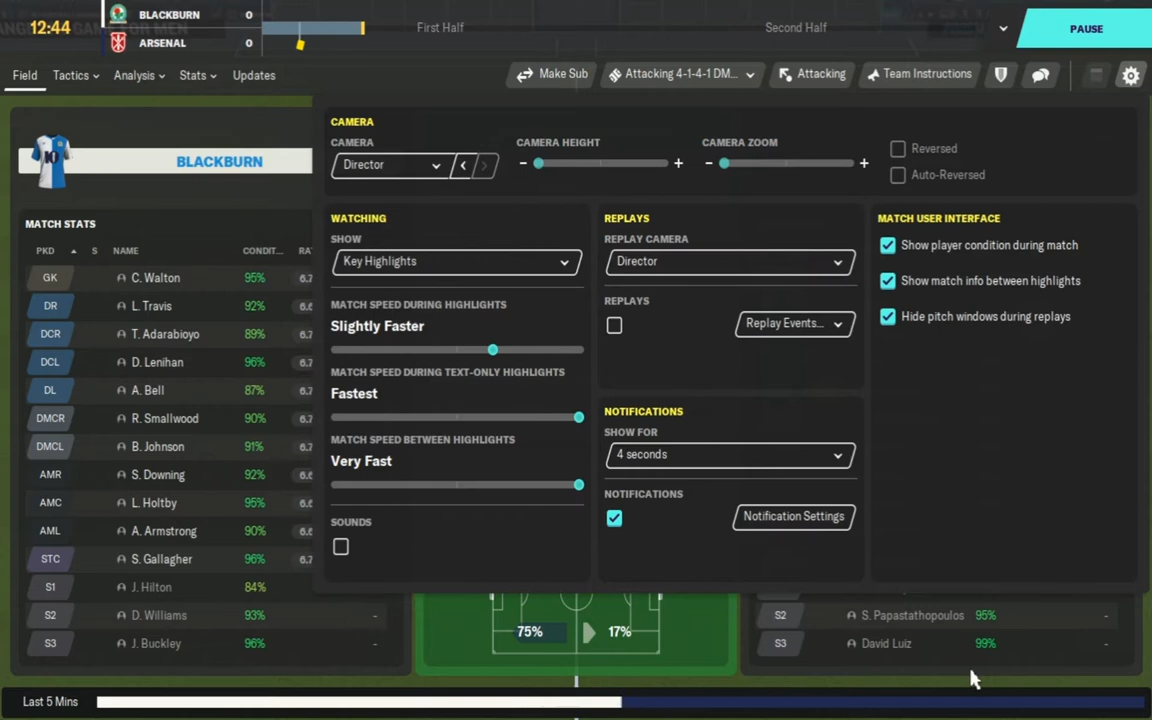 12:44
BLACKBURN 0
ARSENAL 0
First Half
Second Half
PAUSE
Field
Tactics
Analysis
Stats
Updates
Make Sub
Attacking 4-1-4-1 DM...
Attacking
Team Instructions
10
BLACKBURN
MATCH STATS
PKD S NAME CONDIT...
GK C. Walton 95% 6.7
DR L. Travis 92%
DCR T. Adarabioyo 89%
DCL D. Lenihan 96%
DL A. Bell 87%
DMCR R. Smallwood 90%
DMCL B. Johnson 91%
AMR S. Downing 92%
AMC L. Holtby 95%
AML A. Armstrong 90%
STC S. Gallagher 96%
S1 J. Hilton 84%
S2 D. Williams 93% -
S3 J. Buckley 96% -
CAMERA
CAMERA
Director
CAMERA HEIGHT
- +
CAMERA ZOOM
- +
Reversed
Auto-Reversed
WATCHING
SHOW
Key Highlights
MATCH SPEED DURING HIGHLIGHTS
Slightly Faster
MATCH SPEED DURING TEXT-ONLY HIGHLIGHTS
Fastest
MATCH SPEED BETWEEN HIGHLIGHTS
Very Fast
SOUNDS
REPLAYS
REPLAY CAMERA
Director
REPLAYS
Replay Events...
NOTIFICATIONS
SHOW FOR
4 seconds
NOTIFICATIONS
Notification Settings
MATCH USER INTERFACE
Show player condition during match
Show match info between highlights
Hide pitch windows during replays
75%
17%
S2 S. Papastathopoulos 95% -
S3 David Luiz 99% -
Last 5 Mins